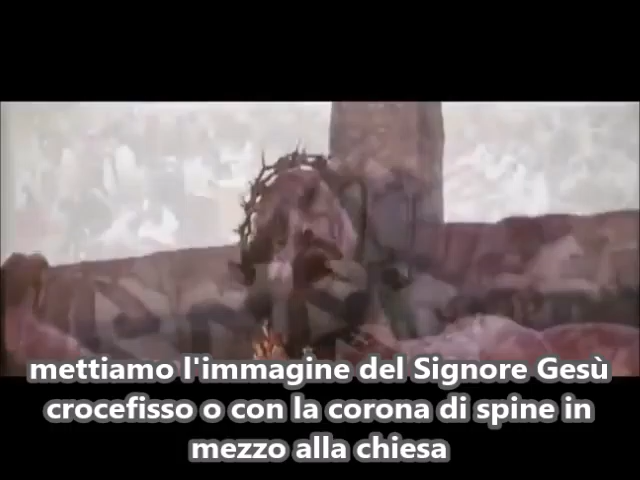 mettiamo l'immagine del Signore Gesù
crocefisso o con la corona di spine in
mezzo alla chiesa